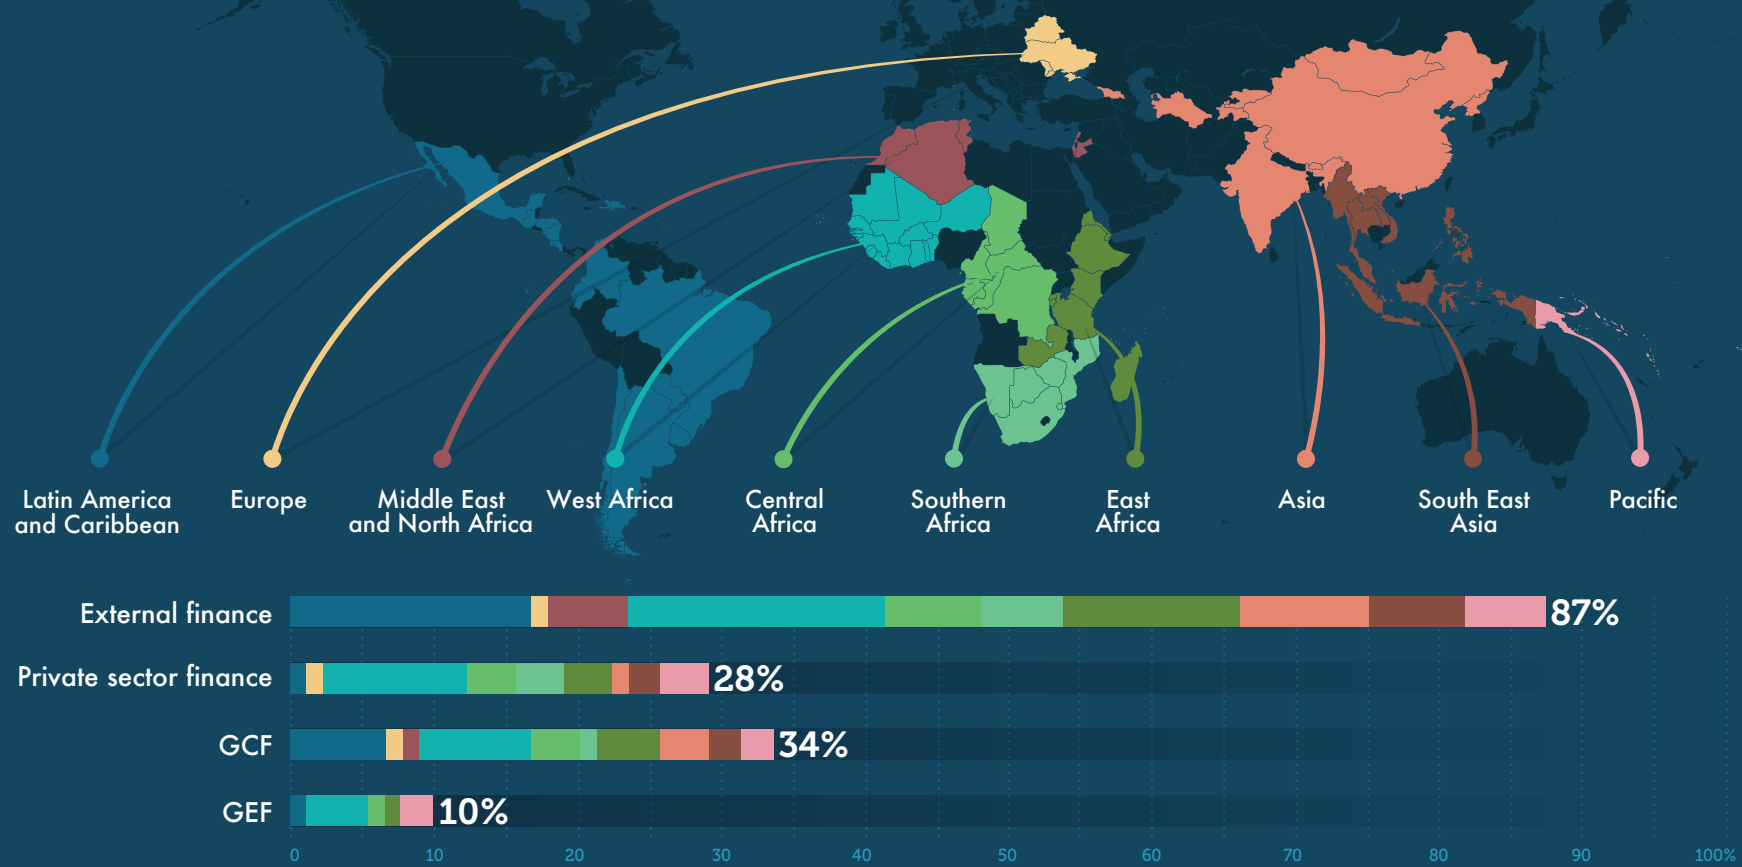 Latin America
and Caribbean
Europe
Middle East
and North Africa
West Africa
Central
Africa
Southern
Africa
East
Africa
Asia
South East
Asia
Pacific
External finance 87%
Private sector finance 28%
GCF 34%
GEF 10%
0 10 20 30 40 50 60 70 80 90 100%